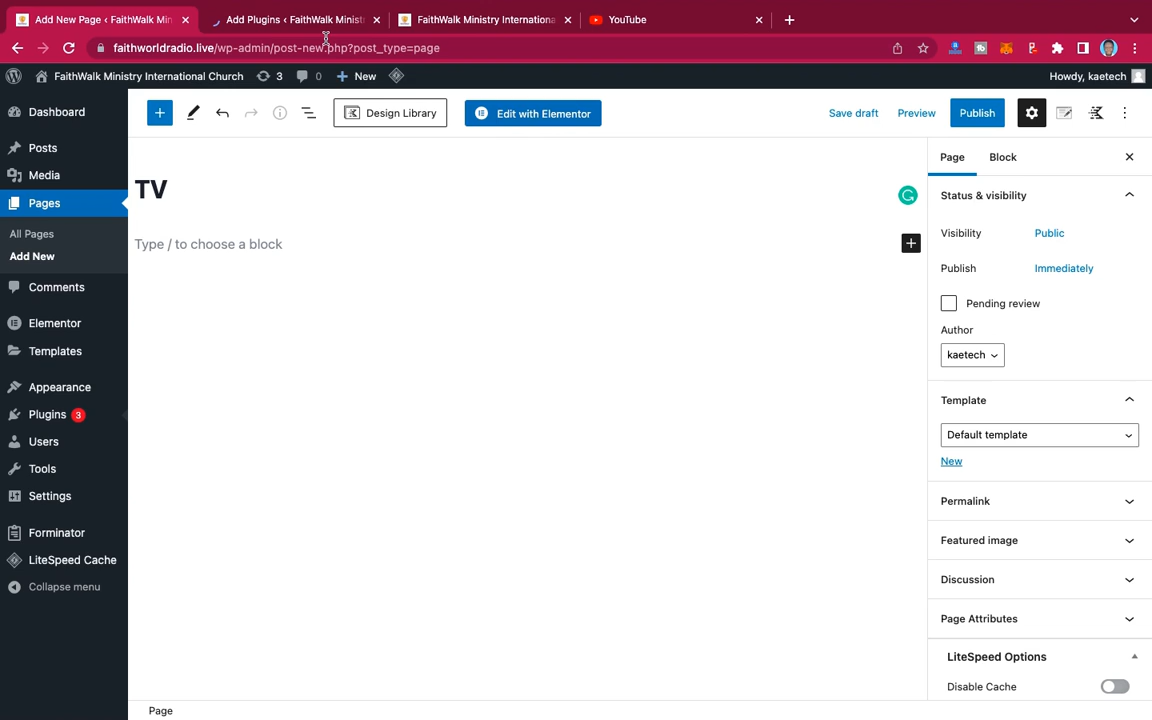 Add New Page ‹ FaithWalk Min
Add Plugins ‹ FaithWalk Minist
FaithWalk Ministry Internationa
YouTube
faithworldradio.live/wp-admin/post-new.php?post_type=page
FaithWalk Ministry International Church
3
0
New
Howdy, kaetech
Dashboard
Posts
Media
Pages
All Pages
Add New
Comments
Elementor
Templates
Appearance
Plugins 3
Users
Tools
Settings
Forminator
LiteSpeed Cache
Collapse menu
Design Library
Edit with Elementor
Save draft
Preview
Publish
TV
Type / to choose a block
Page
Block
Status & visibility
Visibility Public
Publish Immediately
Pending review
Author
kaetech
Template
Default template
New
Permalink
Featured image
Discussion
Page Attributes
LiteSpeed Options
Disable Cache
Page